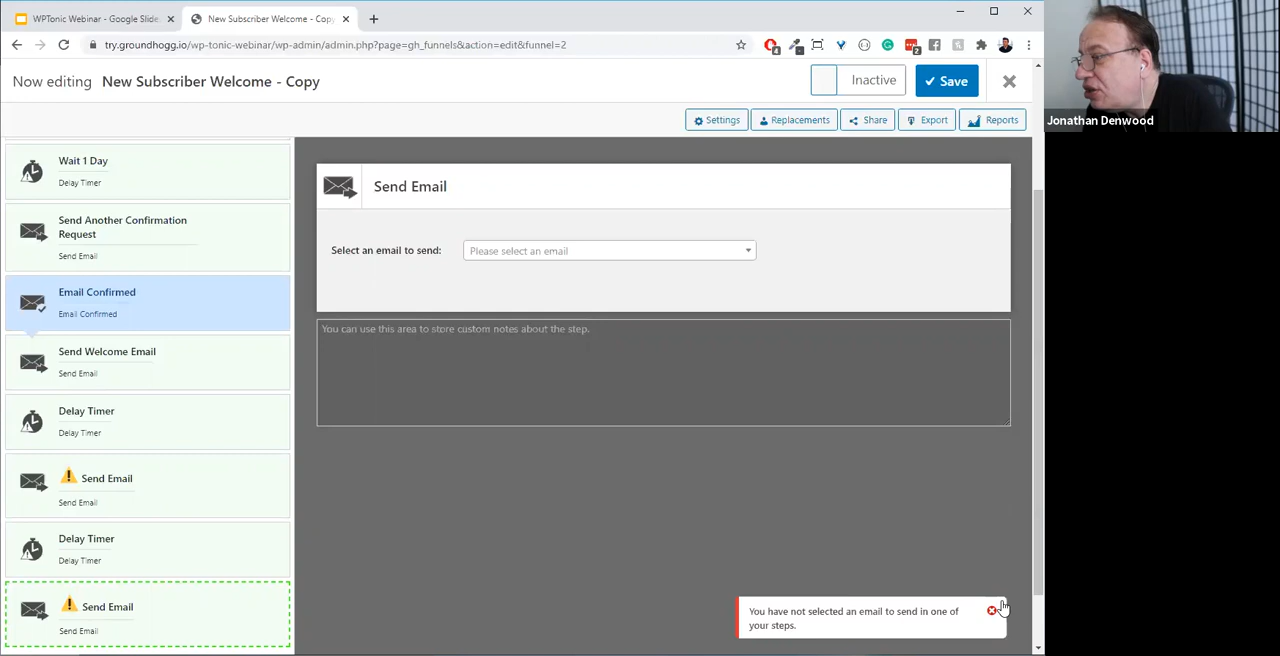 WPTonic Webinar - Google Slide
New Subscriber Welcome - Copy
try.groundhogg.io/wp-tonic-webinar/wp-admin/admin.php?page=gh_funnels&action=edit&funnel=2
4
2
Now editing New Subscriber Welcome - Copy
Inactive
Save
Settings
Replacements
Share
Export
Reports
Wait 1 Day
Delay Timer
Send Another Confirmation
Request
Send Email
Email Confirmed
Email Confirmed
Send Welcome Email
Send Email
Delay Timer
Delay Timer
Send Email
Send Email
Delay Timer
Delay Timer
Send Email
Send Email
Send Email
Select an email to send:
Please select an email
You can use this area to store custom notes about the step.
You have not selected an email to send in one of
your steps.
Jonathan Denwood